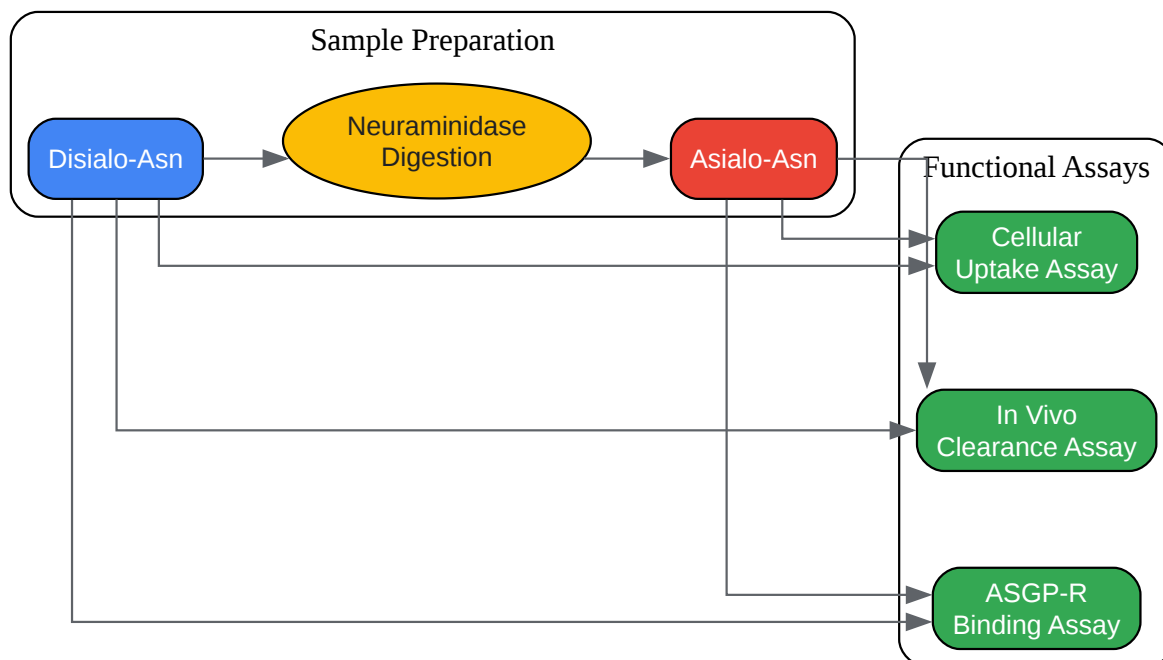 Sample Preparation
Disialo-Asn
Neuraminidase
Digestion
Asialo-Asn
Functional Assays
Cellular
Uptake Assay
In Vivo
Clearance Assay
ASGP-R
Binding Assay